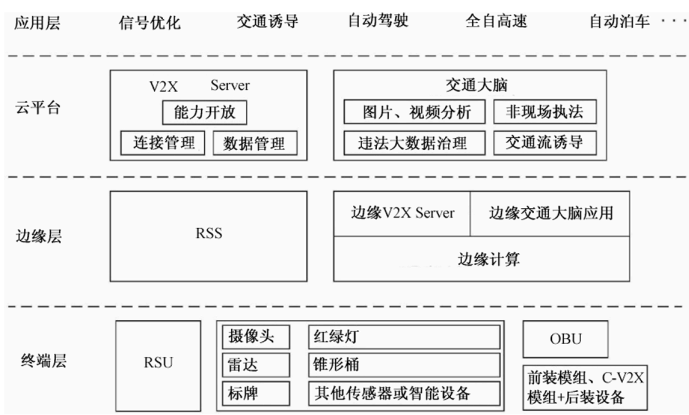 应用层 信号优化 交通诱导 自动驾驶 全自高速 自动泊车 ···
云平台
V2X Server
能力开放
连接管理 数据管理
交通大脑
图片、视频分析 非现场执法
违法大数据治理 交通流诱导
边缘层
RSS
边缘V2X Server 边缘交通大脑应用
边缘计算
终端层
RSU
摄像头 红绿灯
雷达 锥形桶
标牌 其他传感器或智能设备
OBU
前装模组、C-V2X
模组+后装设备